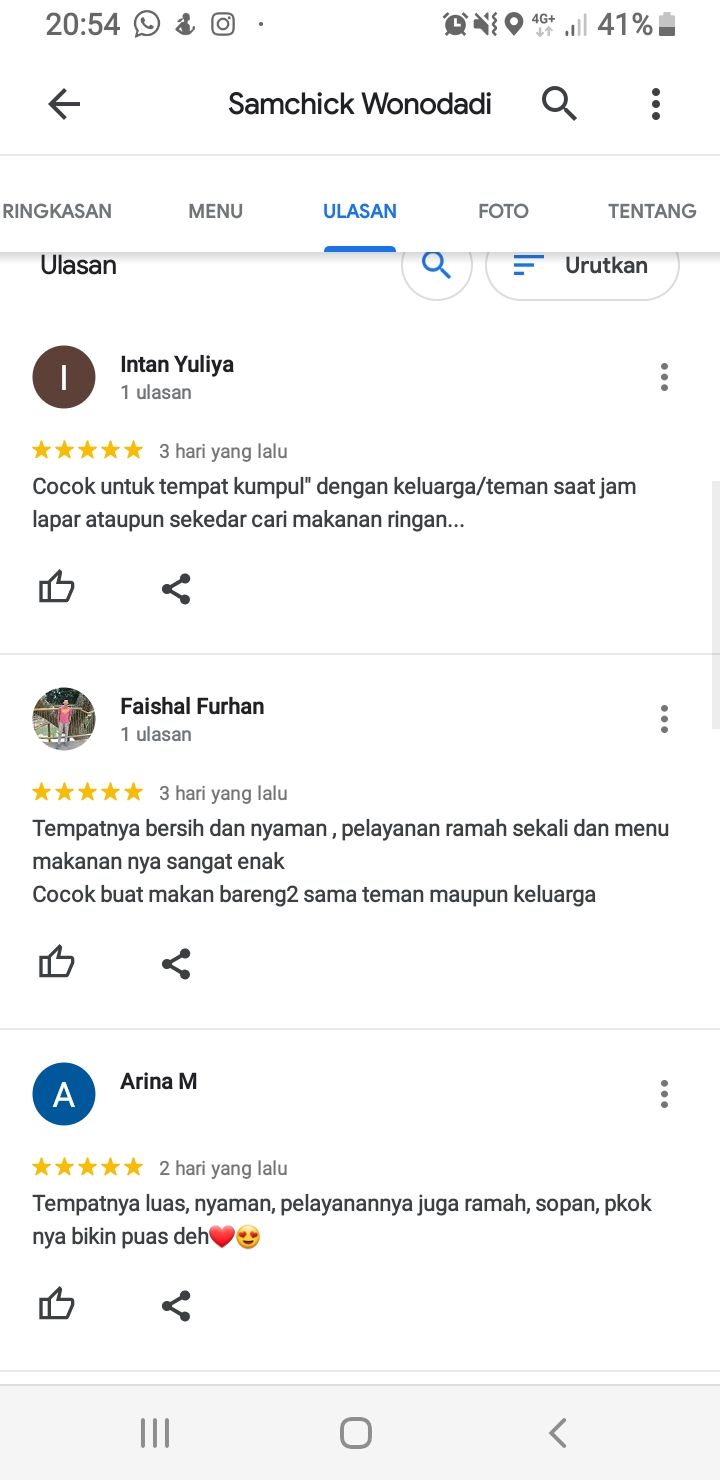 20:54 4G+ 41%
Samchick Wonodadi
RINGKASAN MENU ULASAN FOTO TENTANG
Ulasan Urutkan
I Intan Yuliya
1 ulasan
3 hari yang lalu
Cocok untuk tempat kumpul" dengan keluarga/teman saat jam
lapar ataupun sekedar cari makanan ringan...
Faishal Furhan
1 ulasan
3 hari yang lalu
Tempatnya bersih dan nyaman , pelayanan ramah sekali dan menu
makanan nya sangat enak
Cocok buat makan bareng2 sama teman maupun keluarga
A Arina M
2 hari yang lalu
Tempatnya luas, nyaman, pelayanannya juga ramah, sopan, pkok
nya bikin puas deh❤️😍